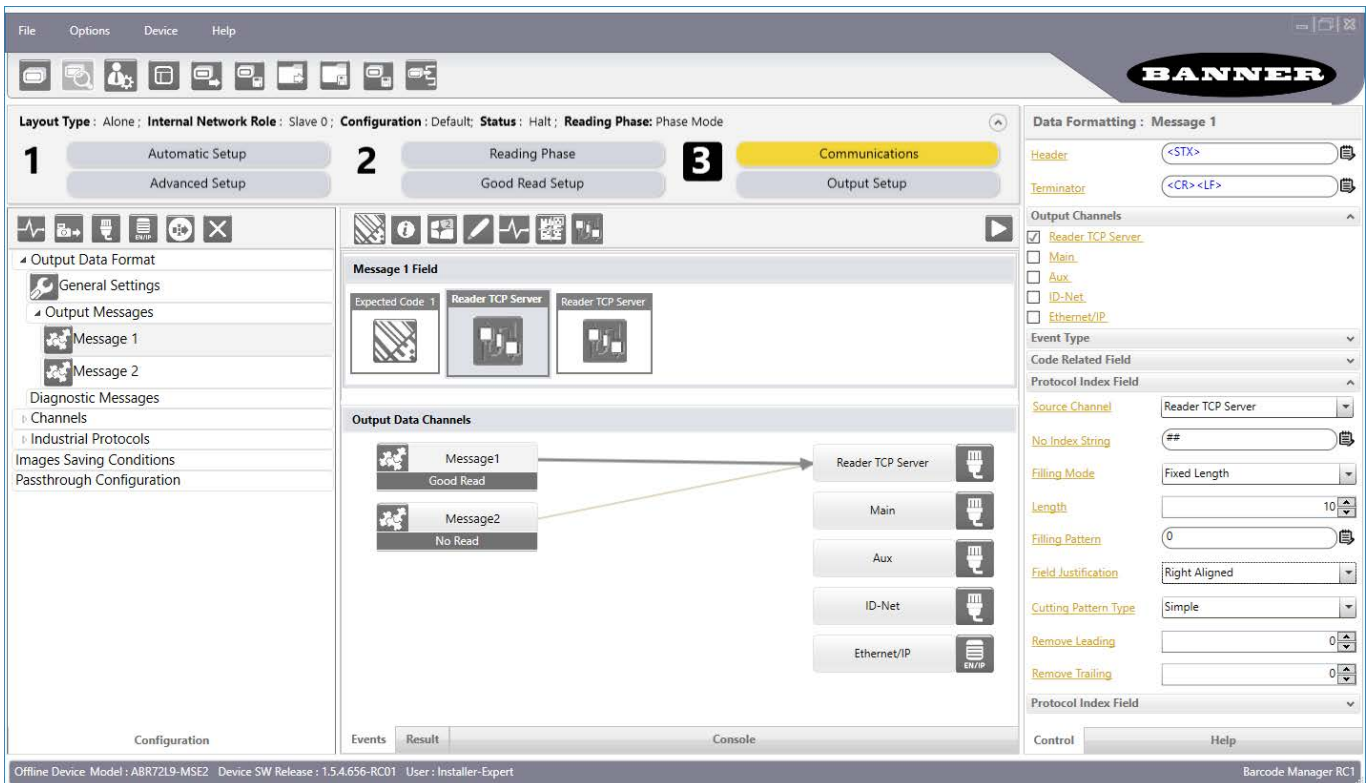 File Options Device Help
BANNER
Layout Type : Alone ; Internal Network Role : Slave 0 ; Configuration : Default; Status : Halt ; Reading Phase: Phase Mode
1 Automatic Setup 2 Reading Phase 3 Communications
Advanced Setup Good Read Setup Output Setup
EN/IP
Output Data Format
General Settings
Output Messages
Message 1
Message 2
Diagnostic Messages
Channels
Industrial Protocols
Images Saving Conditions
Passthrough Configuration
Configuration
Message 1 Field
Expected Code 1 Reader TCP Server Reader TCP Server
Output Data Channels
Message1
Good Read
Message2
No Read
Reader TCP Server
Main
Aux
ID-Net
Ethernet/IP
EN/IP
Events Result Console
Data Formatting : Message 1
Header <STX>
Terminator <CR><LF>
Output Channels
Reader TCP Server
Main
Aux
ID-Net
Ethernet/IP
Event Type
Code Related Field
Protocol Index Field
Source Channel Reader TCP Server
No Index String ##
Filling Mode Fixed Length
Length 10
Filling Pattern 0
Field Justification Right Aligned
Cutting Pattern Type Simple
Remove Leading 0
Remove Trailing 0
Protocol Index Field
Control Help
Offline Device Model : ABR72L9-MSE2 Device SW Release : 1.5.4.656-RC01 User : Installer-Expert Barcode Manager RC1